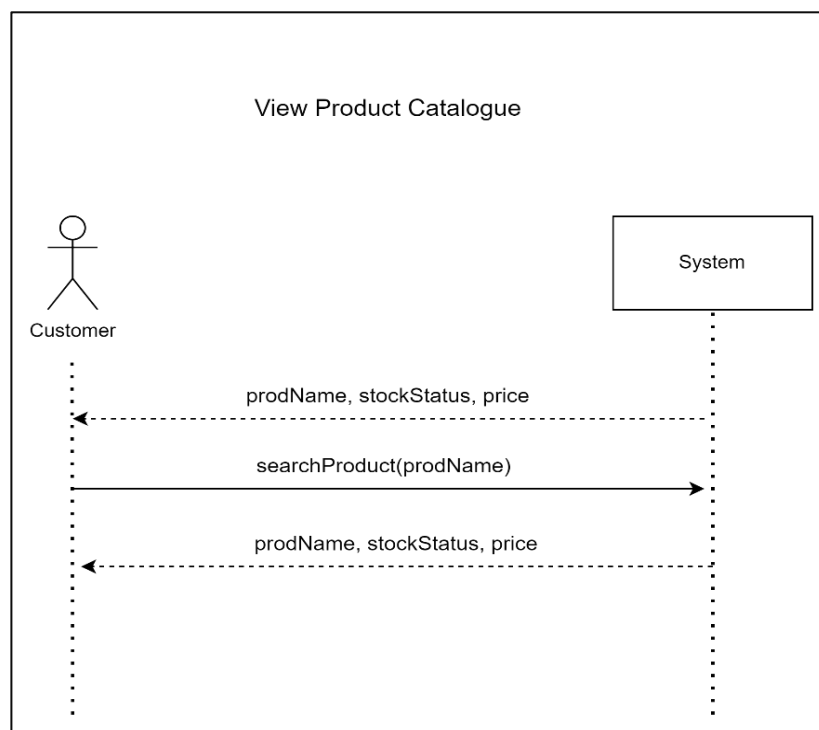 View Product Catalogue
System
Customer
prodName, stockStatus, price
searchProduct(prodName)
prodName, stockStatus, price